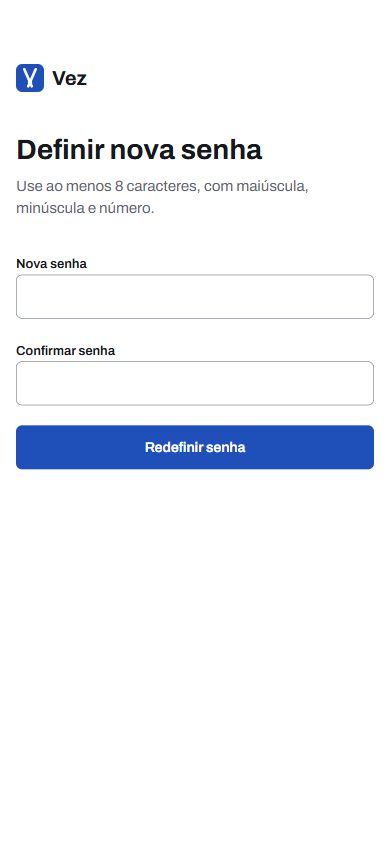 Vez
Definir nova senha
Use ao menos 8 caracteres, com maiúscula,
minúscula e número.
Nova senha
Confirmar senha
Redefinir senha